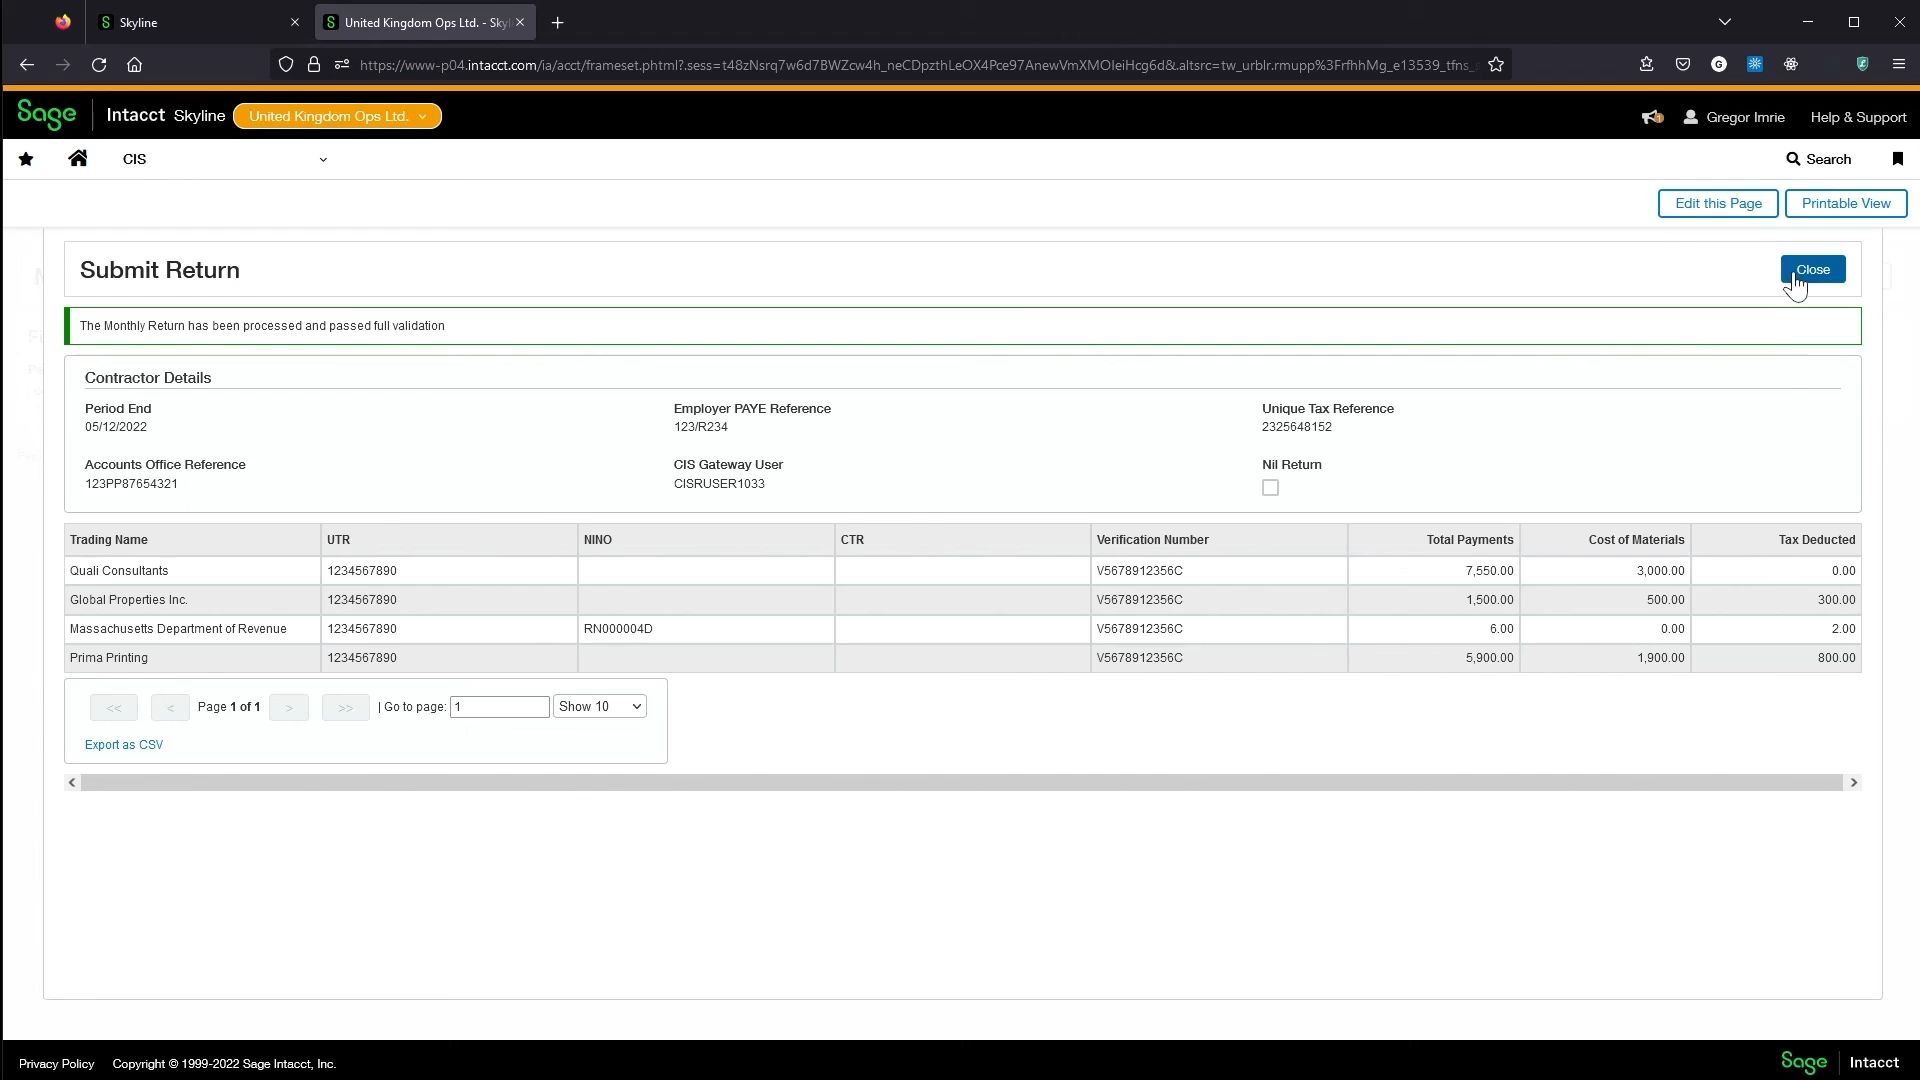 Skyline
United Kingdom Ops Ltd. - Skyl
https://www-p04.intacct.com/ia/acct/frameset.phtml?.sess=t48zNsrq7w6d7BWZcw4h_neCDpzthLeOX4Pce97AnewVmXMOIeiHcg6d&.altsrc=tw_urblr.rmupp%3FrfhhMg_e13539_tfns_s
Sage Intacct Skyline United Kingdom Ops Ltd.
1 Gregor Imrie Help & Support
CIS
Search
Edit this Page Printable View
Submit Return
Close
The Monthly Return has been processed and passed full validation
Contractor Details
Period End Employer PAYE Reference Unique Tax Reference
05/12/2022 123/R234 2325648152
Accounts Office Reference CIS Gateway User Nil Return
123PP87654321 CISRUSER1033
Trading Name UTR NINO CTR Verification Number Total Payments Cost of Materials Tax Deducted
Quali Consultants 1234567890 V5678912356C 7,550.00 3,000.00 0.00
Global Properties Inc. 1234567890 V5678912356C 1,500.00 500.00 300.00
Massachusetts Department of Revenue 1234567890 RN000004D V5678912356C 6.00 0.00 2.00
Prima Printing 1234567890 V5678912356C 5,900.00 1,900.00 800.00
<< < Page 1 of 1 > >> | Go to page: 1 Show 10
Export as CSV
Privacy Policy Copyright © 1999-2022 Sage Intacct, Inc.
Sage Intacct